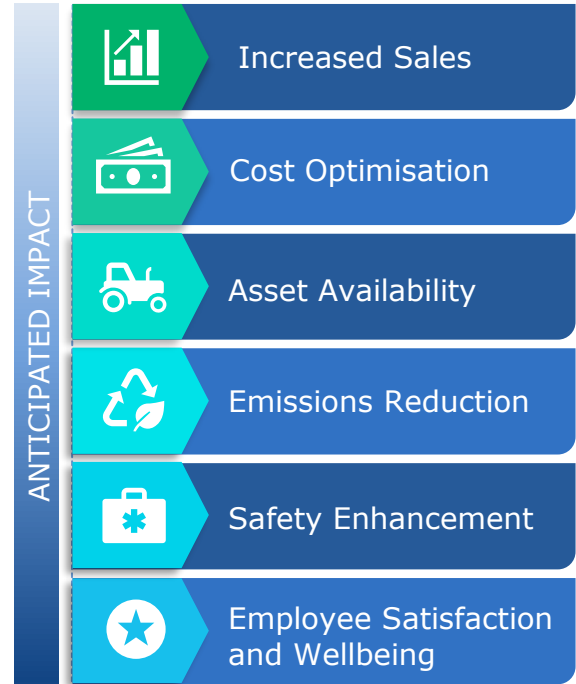 ANTICIPATED IMPACT
Increased Sales
Cost Optimisation
Asset Availability
Emissions Reduction
Safety Enhancement
Employee Satisfaction
and Wellbeing